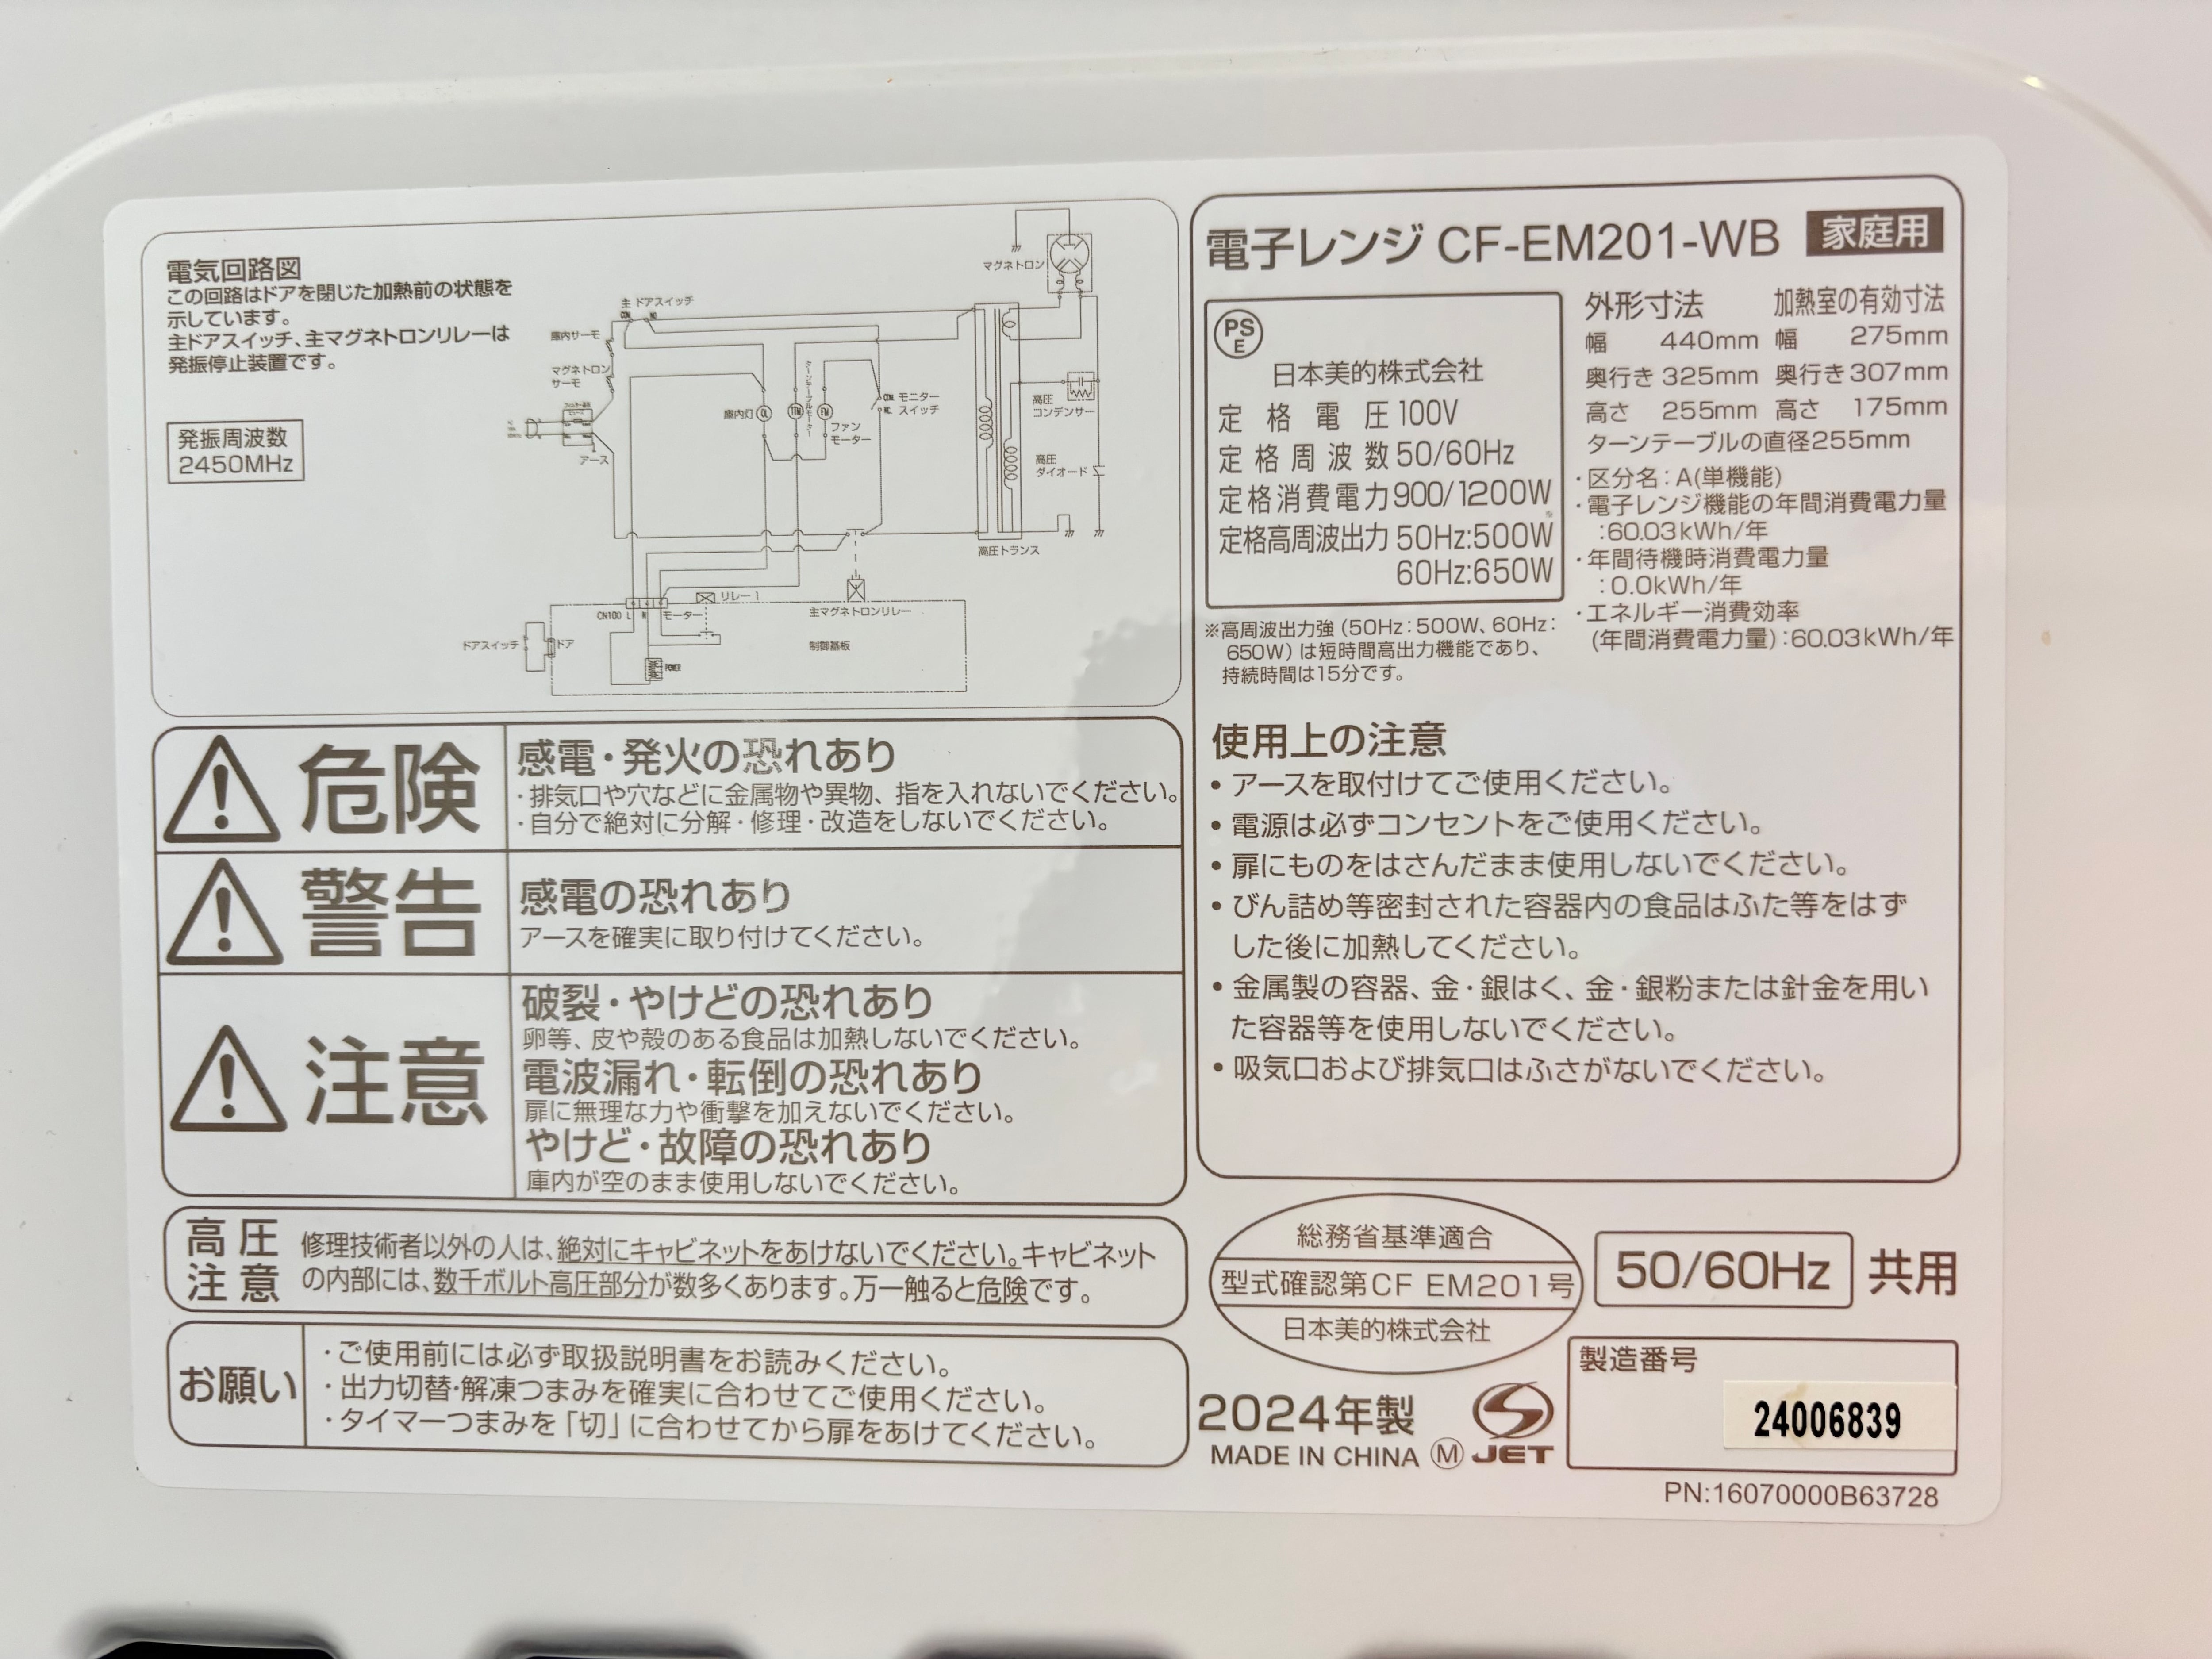 電気回路図
この回路はドアを閉じた加熱前の状態を
示しています。
主ドアスイッチ、主マグネトロンリレーは
発振停止装置です。
発振周波数
2450MHz
マグネトロン
主 ドアスイッチ
COM. NO.
庫内サーモ
マグネトロン
サーモ
アース
庫内灯
OL
TTM
FM
ターンテーブルモーター
ファン
モーター
COM. モニター
NC. スイッチ
高圧
コンデンサー
高圧
ダイオード
高圧トランス
リレー1
CN100 L N モーター
主マグネトロンリレー
ドアスイッチ
ドア
制御基板
POWER
危険
感電・発火の恐れあり
・排気口や穴などに金属物や異物、指を入れないでください。
・自分で絶対に分解・修理・改造をしないでください。
警告
感電の恐れあり
アースを確実に取り付けてください。
注意
破裂・やけどの恐れあり
卵等、皮や殻のある食品は加熱しないでください。
電波漏れ・転倒の恐れあり
扉に無理な力や衝撃を加えないでください。
やけど・故障の恐れあり
庫内が空のまま使用しないでください。
高圧
注意
修理技術者以外の人は、絶対にキャビネットをあけないでください。キャビネット
の内部には、数千ボルト高圧部分が数多くあります。万一触ると危険です。
お願い
・ご使用前には必ず取扱説明書をお読みください。
・出力切替・解凍つまみを確実に合わせてご使用ください。
・タイマーつまみを「切」に合わせてから扉をあけてください。
電子レンジ CF-EM201-WB 家庭用
PS
E
日本美的株式会社
定格電圧100V
定格周波数50/60Hz
定格消費電力900/1200W
定格高周波出力 50Hz:500W
60Hz:650W
※高周波出力強(50Hz:500W、60Hz:
650W)は短時間高出力機能であり、
持続時間は15分です。
外形寸法 加熱室の有効寸法
幅 440mm 幅 275mm
奥行き 325mm 奥行き 307mm
高さ 255mm 高さ 175mm
ターンテーブルの直径255mm
・区分名:A(単機能)
・電子レンジ機能の年間消費電力量
:60.03kWh/年
・年間待機時消費電力量
:0.0kWh/年
・エネルギー消費効率
(年間消費電力量):60.03kWh/年
使用上の注意
• アースを取付けてご使用ください。
• 電源は必ずコンセントをご使用ください。
• 扉にものをはさんだまま使用しないでください。
• びん詰め等密封された容器内の食品はふた等をはず
した後に加熱してください。
• 金属製の容器、金・銀はく、金・銀粉または針金を用い
た容器等を使用しないでください。
• 吸気口および排気口はふさがないでください。
総務省基準適合
型式確認第CF EM201号
日本美的株式会社
50/60Hz 共用
2024年製
MADE IN CHINA M JET
製造番号
24006839
PN:16070000B63728